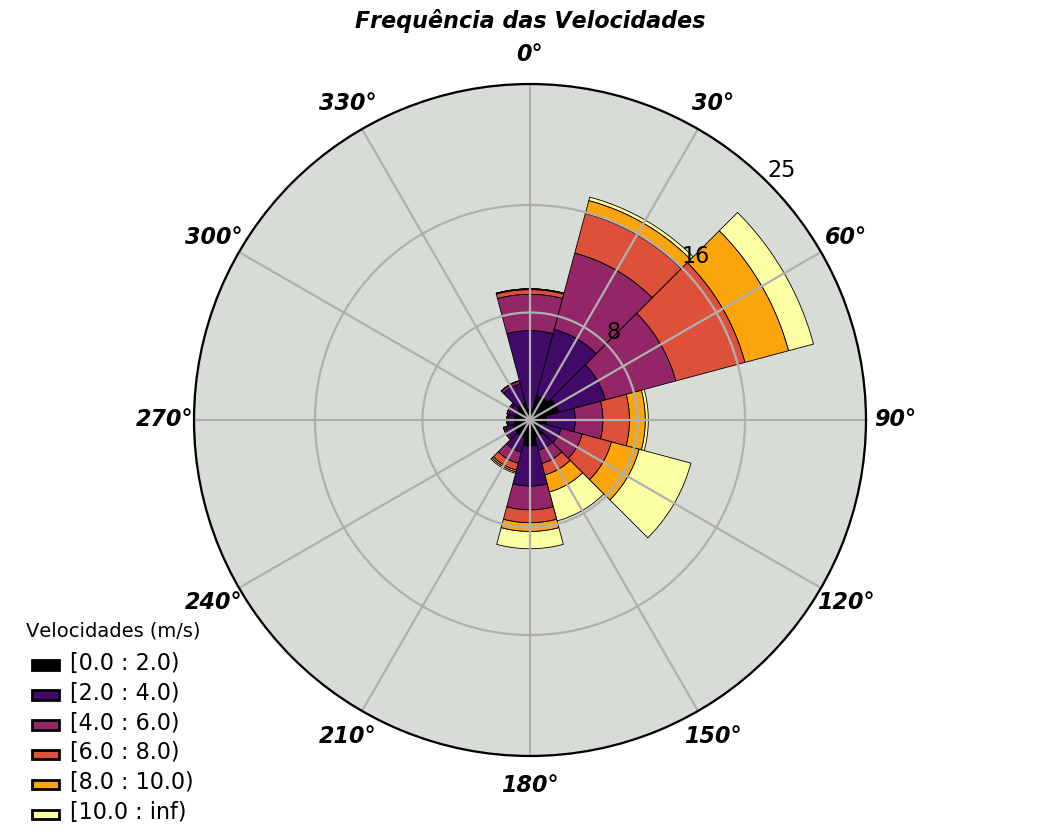 Frequência das Velocidades
0°
330°
30°
25
300°
60°
16
8
270°
90°
240°
120°
Velocidades (m/s)
[0.0 : 2.0)
[2.0 : 4.0)
[4.0 : 6.0)
210°
150°
[6.0 : 8.0)
180°
[8.0 : 10.0)
[10.0 : inf)